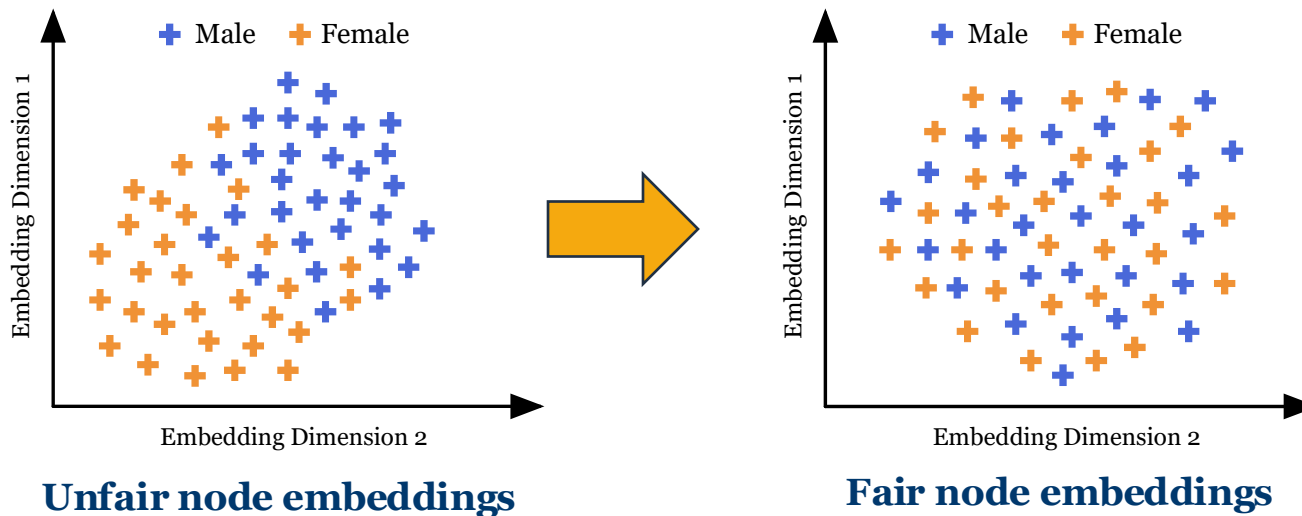 Male Female
Embedding Dimension 1
Embedding Dimension 2
Unfair node embeddings
Male Female
Embedding Dimension 1
Embedding Dimension 2
Fair node embeddings